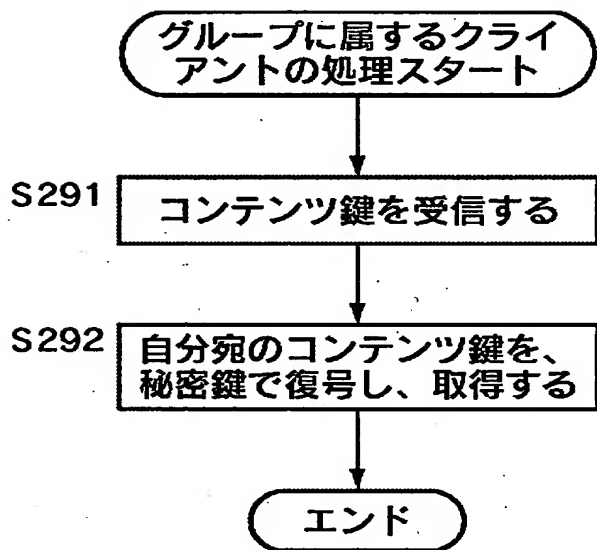 グループに属するクライ
アントの処理スタート
S291
コンテンツ鍵を受信する
S292
自分宛のコンテンツ鍵を、
秘密鍵で復号し、取得する
エンド